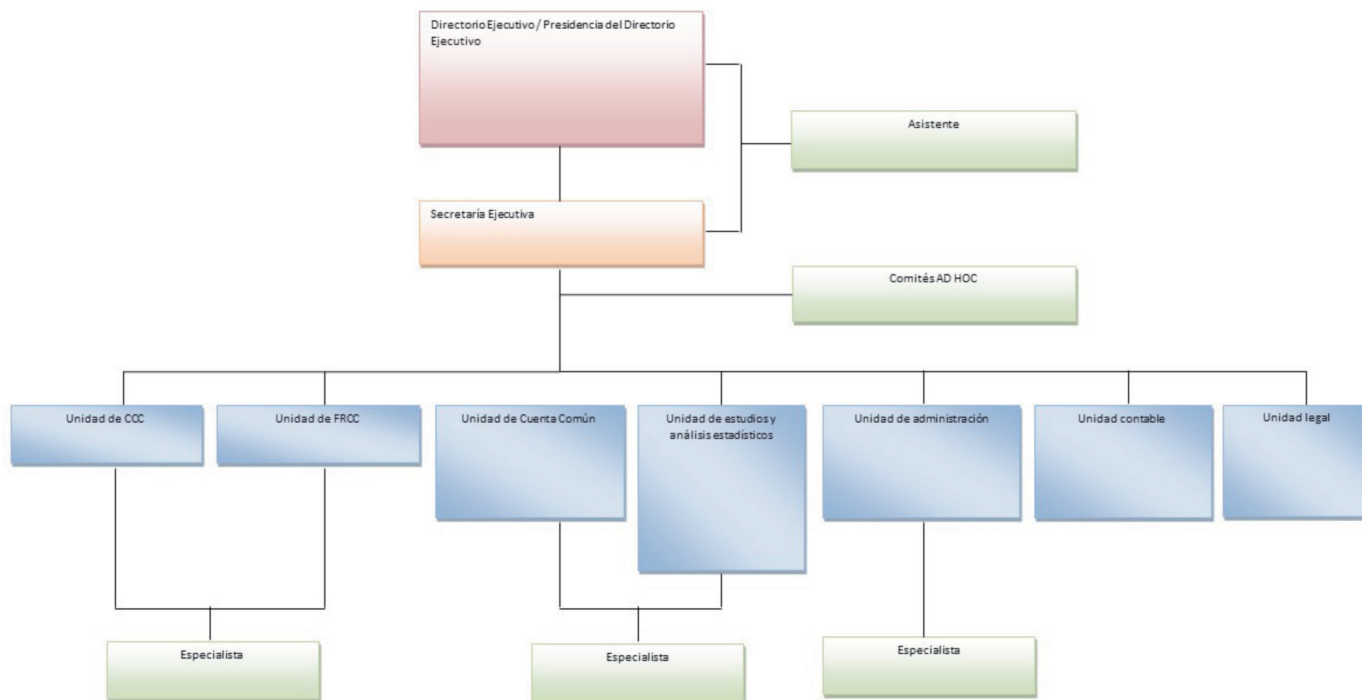 Directorio Ejecutivo / Presidencia del Directorio
Ejecutivo
Asistente
Secretaría Ejecutiva
Comités AD HOC
Unidad de CCC
Unidad de FRCC
Unidad de Cuenta Común
Unidad de estudios y
análisis estadísticos
Unidad de administración
Unidad contable
Unidad legal
Especialista
Especialista
Especialista